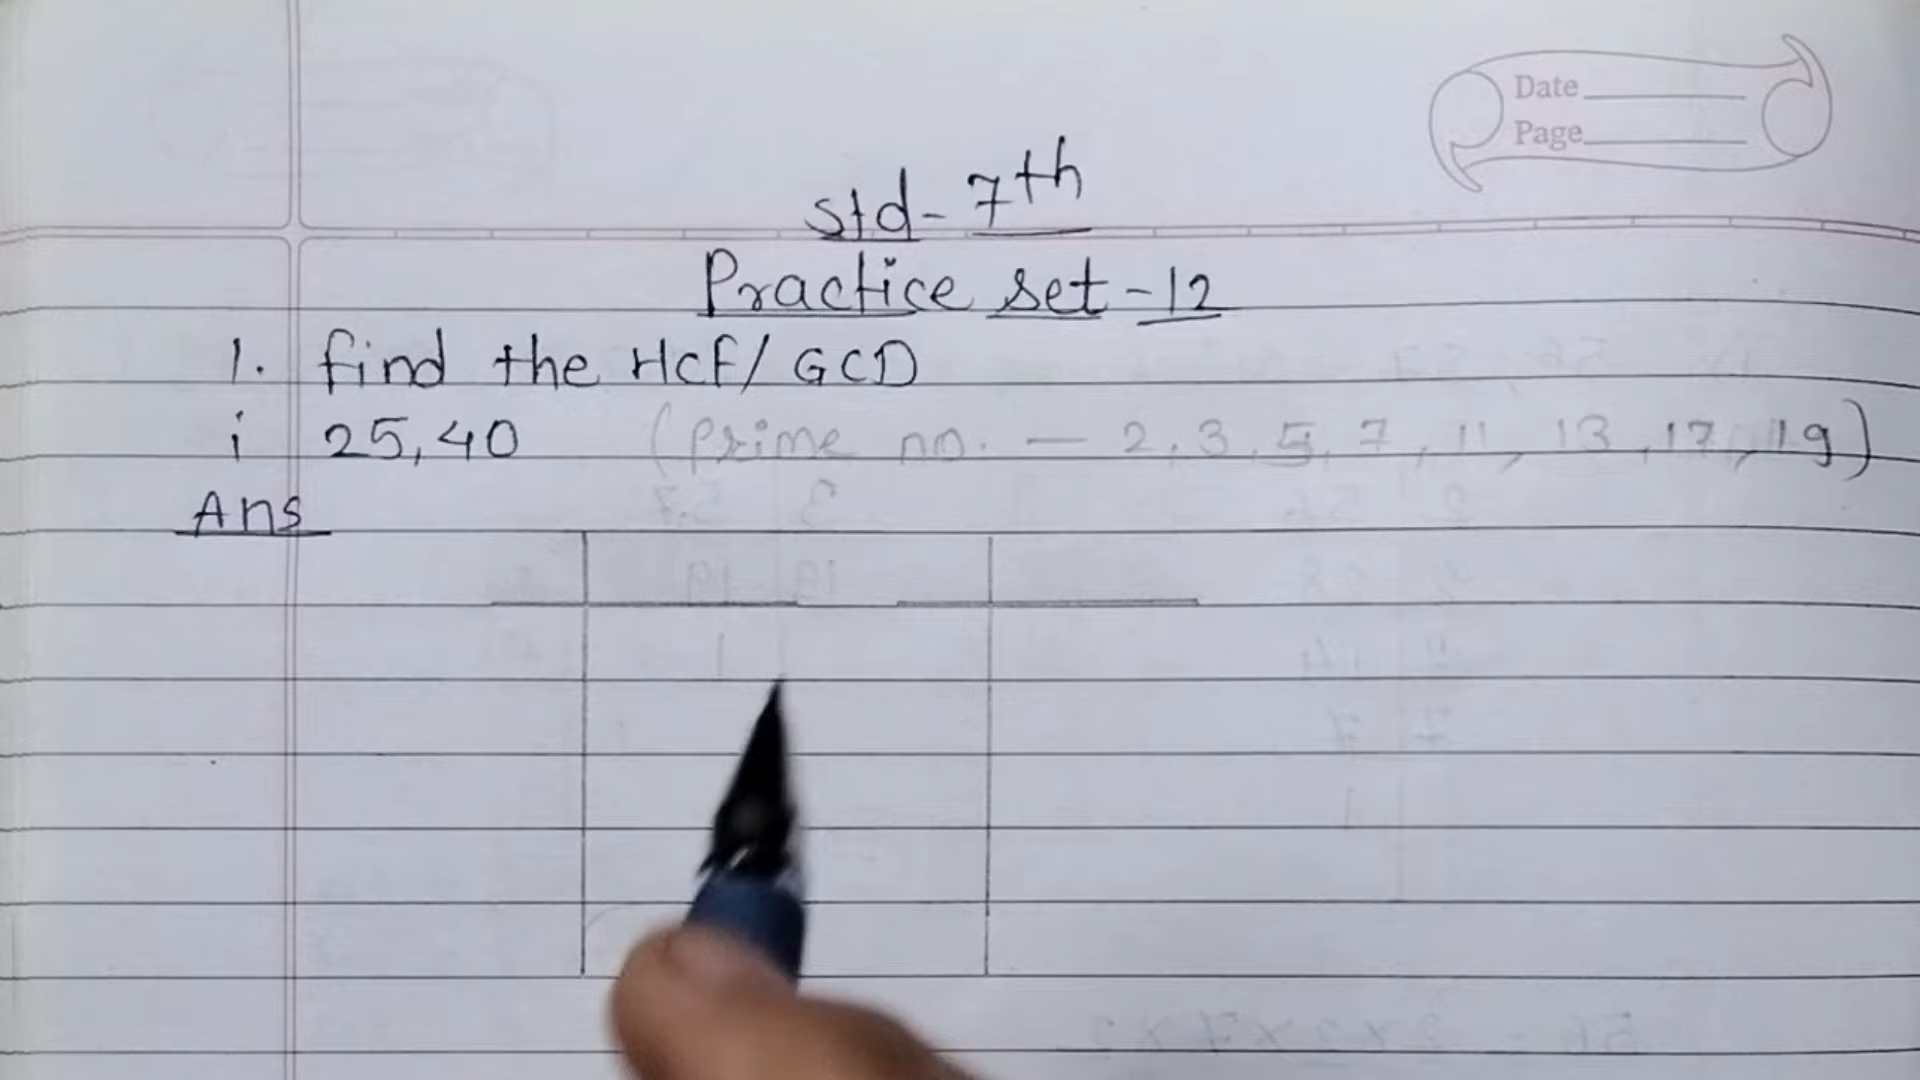 Date
Page
std- 7th
Practice set-12
1. find the HCF/GCD
i 25,40 (Prime no. — 2,3,5,7,11,13,17,19)
Ans